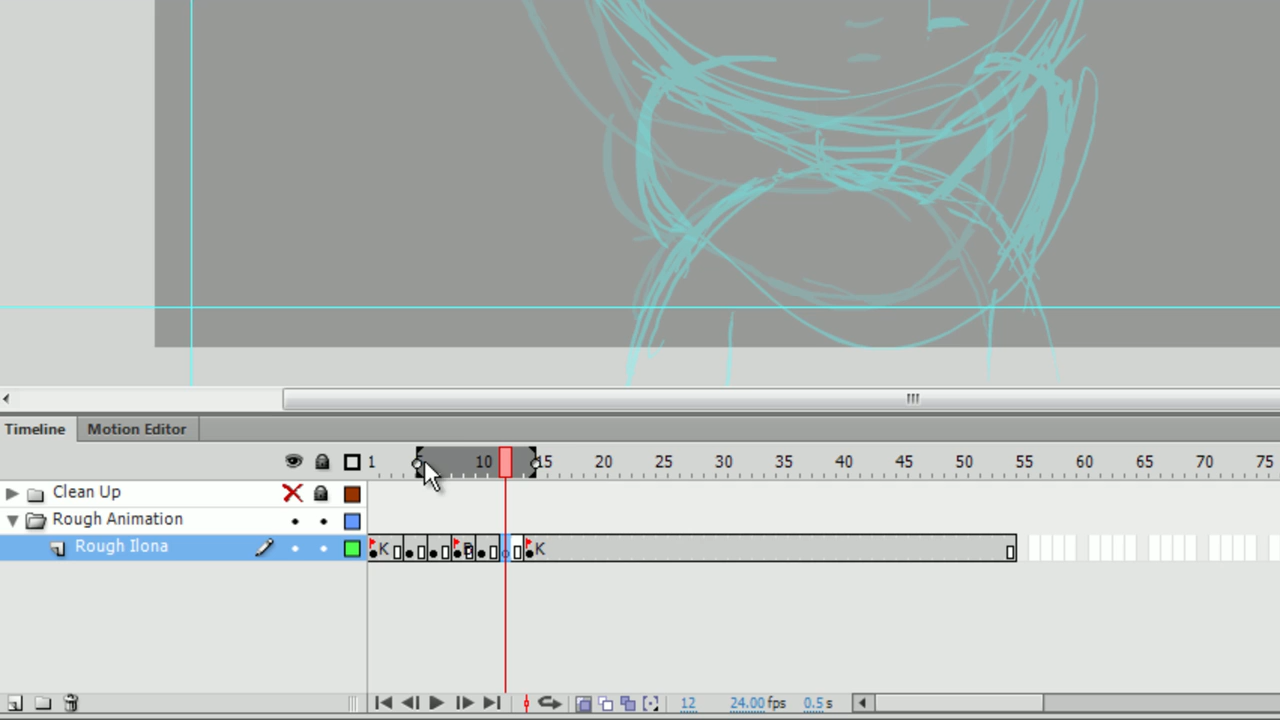 Timeline Motion Editor
1 10 15 20 25 30 35 40 45 50 55 60 65 70 75
Clean Up
Rough Animation
Rough Ilona K K
12 24.00 fps 0.5 s